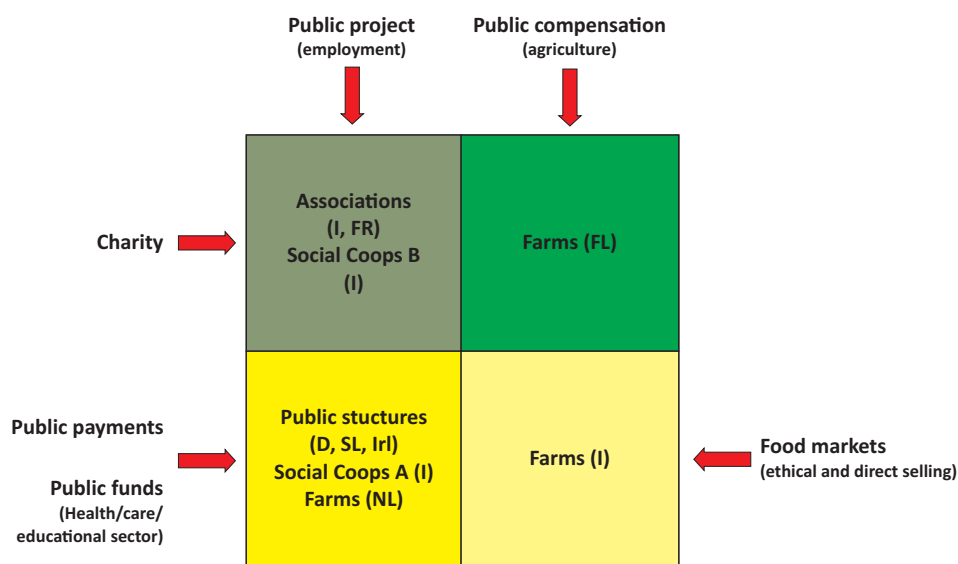 Public project
(employment)
Public compensation
(agriculture)
Charity
Associations
(I, FR)
Social Coops B
(I)
Farms (FL)
Public payments
Public funds
(Health/care/
educational sector)
Public stuctures
(D, SL, Irl)
Social Coops A (I)
Farms (NL)
Farms (I)
Food markets
(ethical and direct selling)